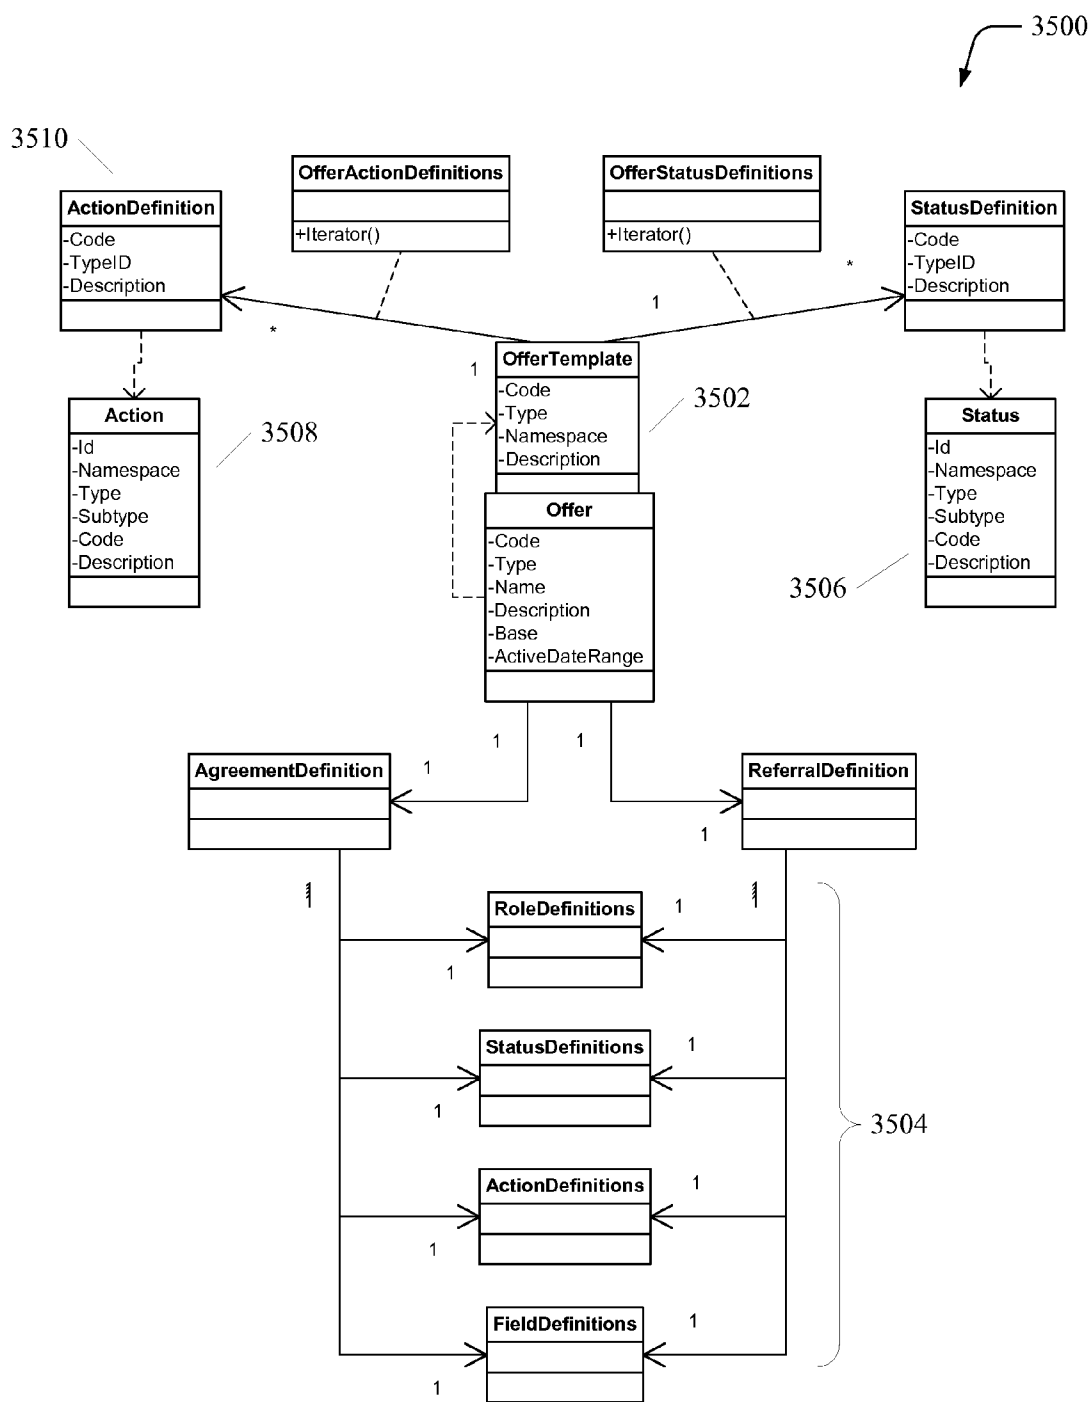 3500
3510
OfferActionDefinitions
+Iterator()
OfferStatusDefinitions
+Iterator()
ActionDefinition
-Code
-TypeID
-Description
StatusDefinition
-Code
-TypeID
-Description
*
1
*
1
OfferTemplate
-Code
-Type
-Namespace
-Description
3502
Action
-Id
-Namespace
-Type
-Subtype
-Code
-Description
3508
Status
-Id
-Namespace
-Type
-Subtype
-Code
-Description
3506
Offer
-Code
-Type
-Name
-Description
-Base
-ActiveDateRange
1
1
AgreementDefinition
1
ReferralDefinition
1
1
1
RoleDefinitions
1
1
StatusDefinitions
1
1
3504
ActionDefinitions
1
1
FieldDefinitions
1
1